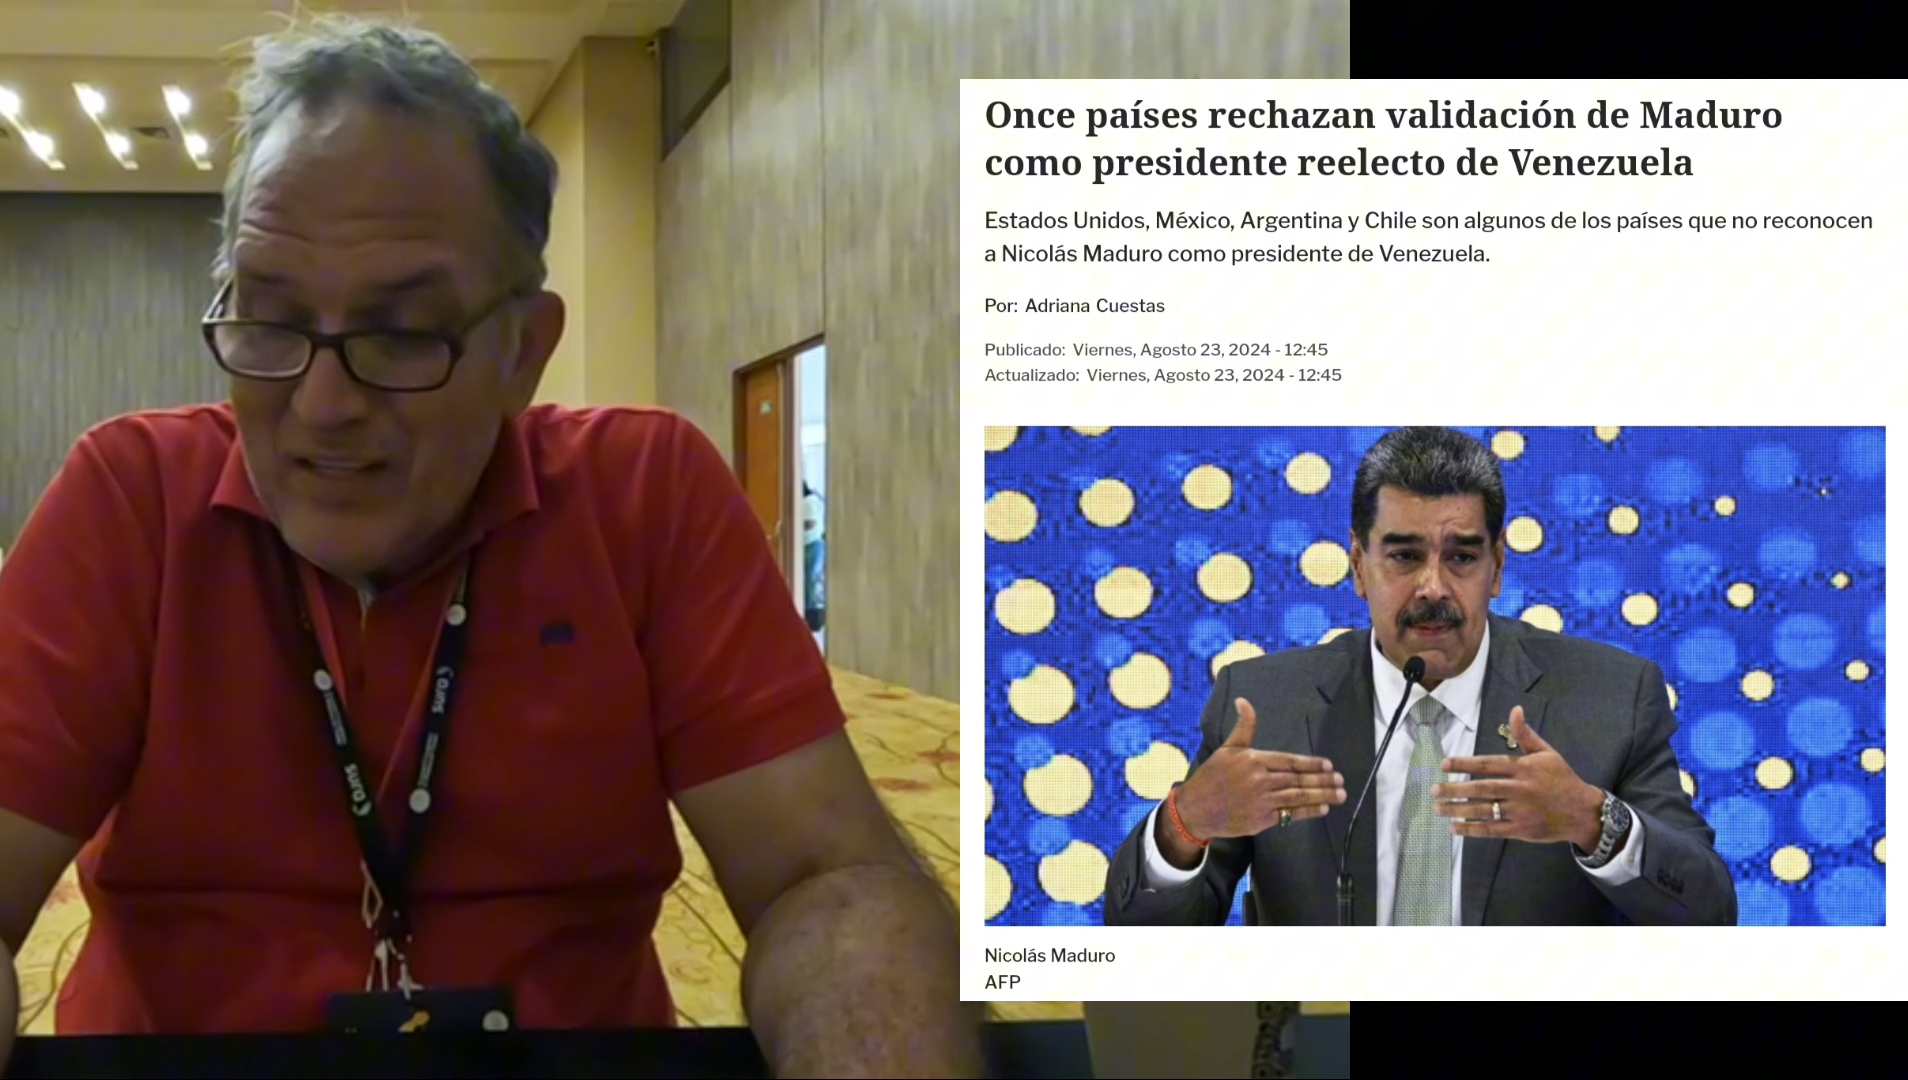 Once países rechazan validación de Maduro
como presidente reelecto de Venezuela
Estados Unidos, México, Argentina y Chile son algunos de los países que no reconocen
a Nicolás Maduro como presidente de Venezuela.
Por: Adriana Cuestas
Publicado: Viernes, Agosto 23, 2024 - 12:45
Actualizado: Viernes, Agosto 23, 2024 - 12:45
Nicolás Maduro
AFP
sura
sura